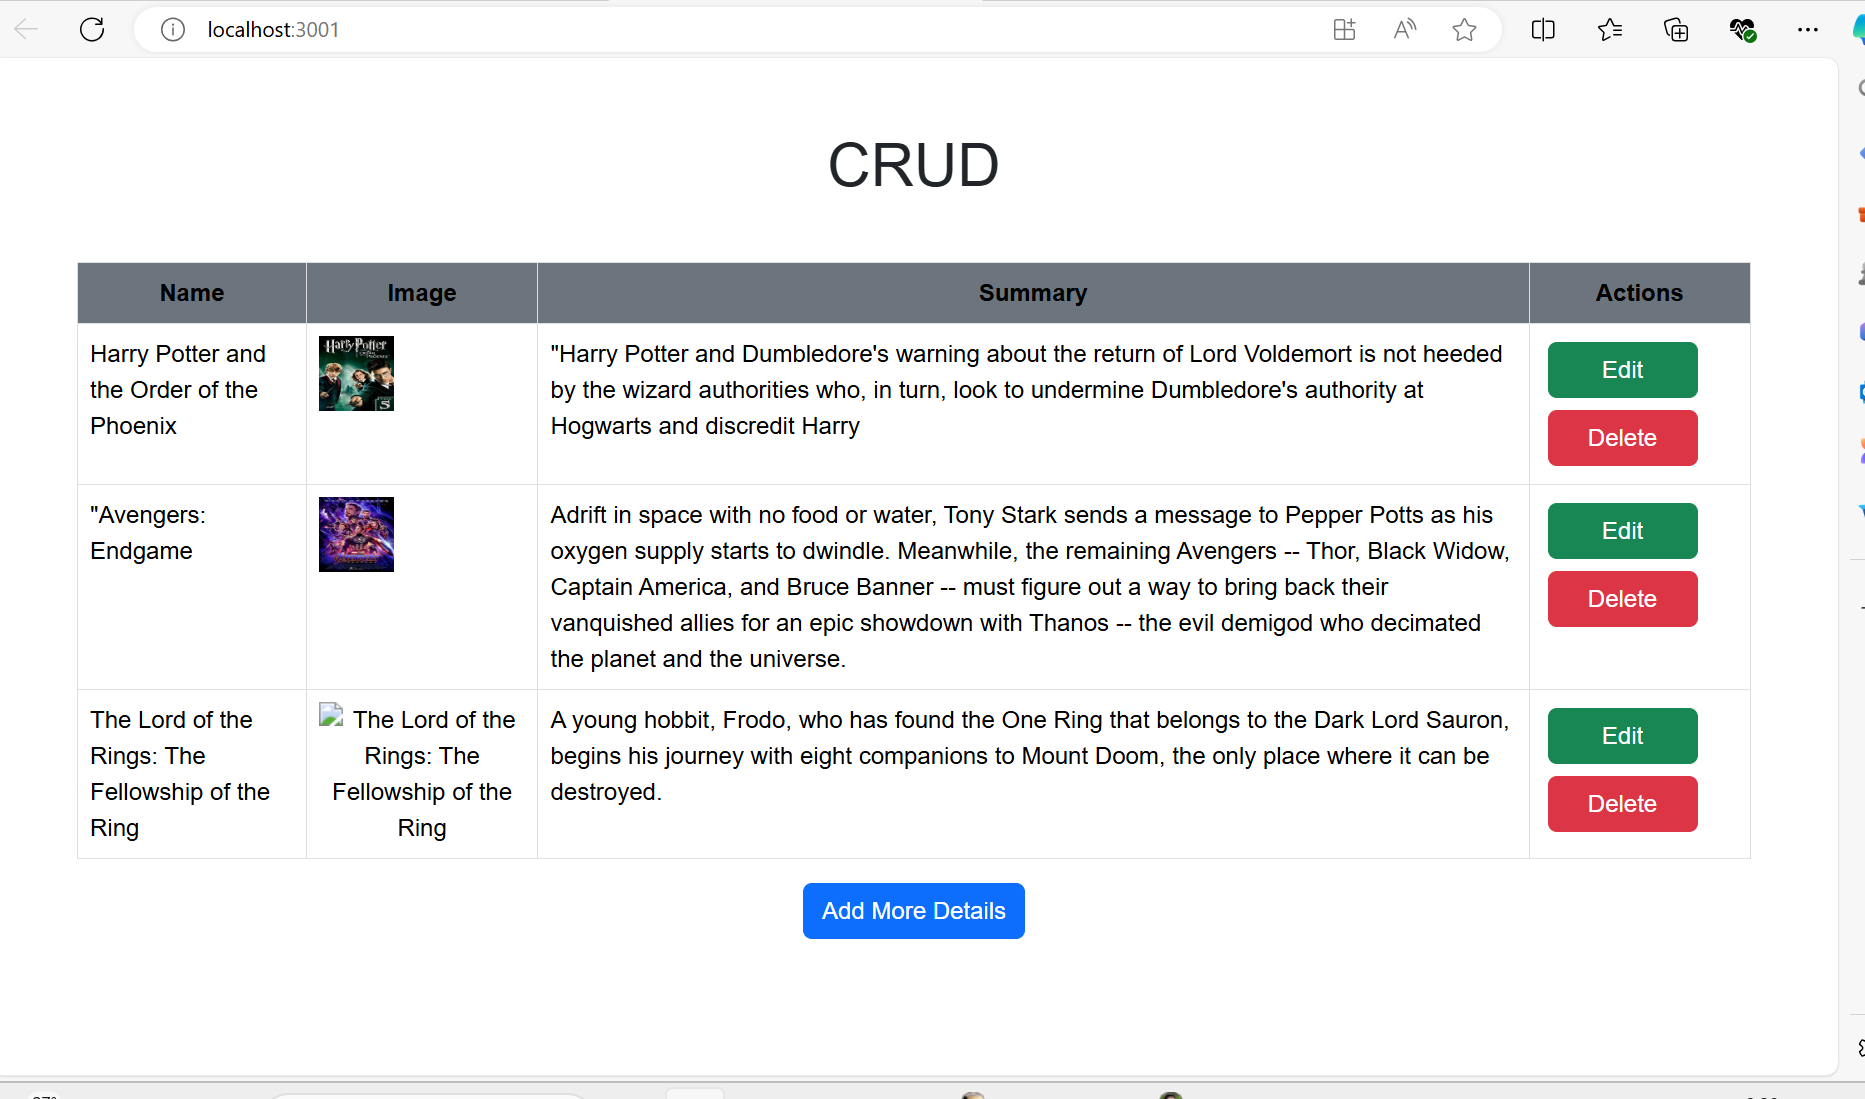 localhost:3001
CRUD
Name Image Summary Actions
Harry Potter and
the Order of the
Phoenix
Harry Potter
5
"Harry Potter and Dumbledore's warning about the return of Lord Voldemort is not heeded
by the wizard authorities who, in turn, look to undermine Dumbledore's authority at
Hogwarts and discredit Harry
Edit
Delete
"Avengers:
Endgame
Adrift in space with no food or water, Tony Stark sends a message to Pepper Potts as his
oxygen supply starts to dwindle. Meanwhile, the remaining Avengers -- Thor, Black Widow,
Captain America, and Bruce Banner -- must figure out a way to bring back their
vanquished allies for an epic showdown with Thanos -- the evil demigod who decimated
the planet and the universe.
Edit
Delete
The Lord of the
Rings: The
Fellowship of the
Ring
The Lord of the
Rings: The
Fellowship of the
Ring
A young hobbit, Frodo, who has found the One Ring that belongs to the Dark Lord Sauron,
begins his journey with eight companions to Mount Doom, the only place where it can be
destroyed.
Edit
Delete
Add More Details